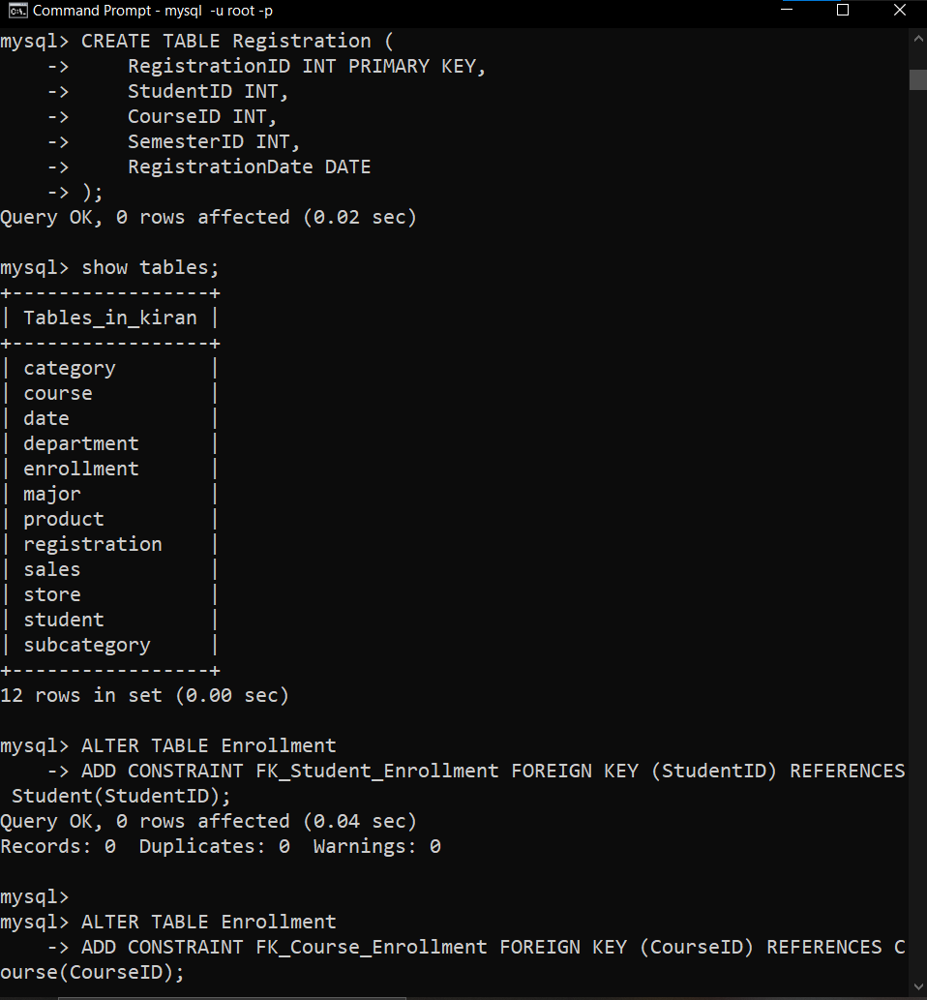 Command Prompt - mysql  -u root -p
mysql> CREATE TABLE Registration (
    ->     RegistrationID INT PRIMARY KEY,
    ->     StudentID INT,
    ->     CourseID INT,
    ->     SemesterID INT,
    ->     RegistrationDate DATE
    -> );
Query OK, 0 rows affected (0.02 sec)
mysql> show tables;
+-----------------+
| Tables_in_kiran |
+-----------------+
| category        |
| course          |
| date            |
| department      |
| enrollment      |
| major           |
| product         |
| registration    |
| sales           |
| store           |
| student         |
| subcategory     |
+-----------------+
12 rows in set (0.00 sec)
mysql> ALTER TABLE Enrollment
    -> ADD CONSTRAINT FK_Student_Enrollment FOREIGN KEY (StudentID) REFERENCES
 Student(StudentID);
Query OK, 0 rows affected (0.04 sec)
Records: 0  Duplicates: 0  Warnings: 0
mysql>
mysql> ALTER TABLE Enrollment
    -> ADD CONSTRAINT FK_Course_Enrollment FOREIGN KEY (CourseID) REFERENCES C
ourse(CourseID);